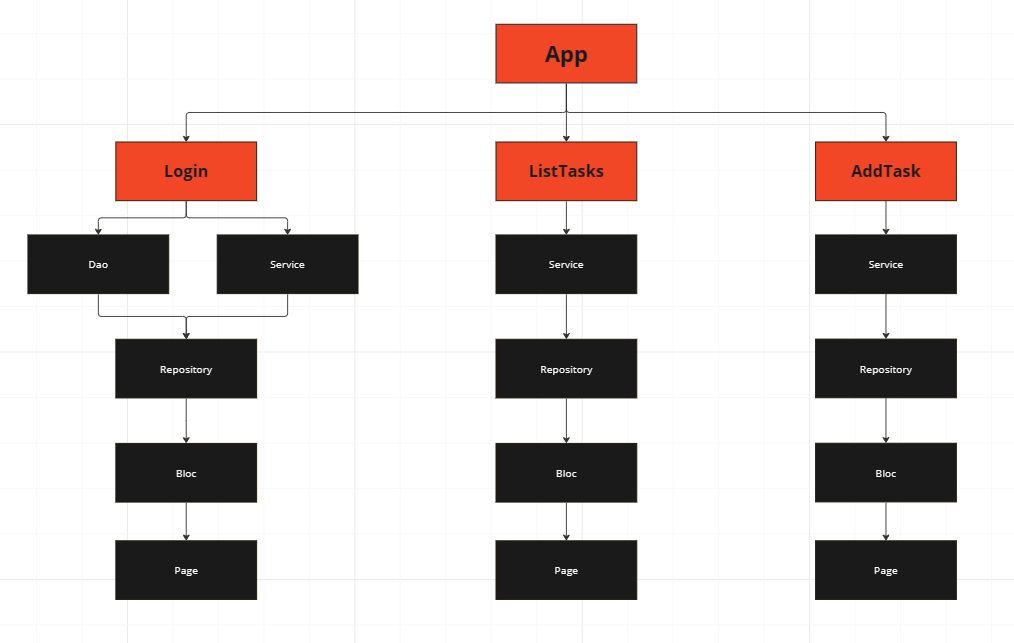 App
Login
ListTasks
AddTask
Dao
Service
Service
Service
Repository
Repository
Repository
Bloc
Bloc
Bloc
Page
Page
Page